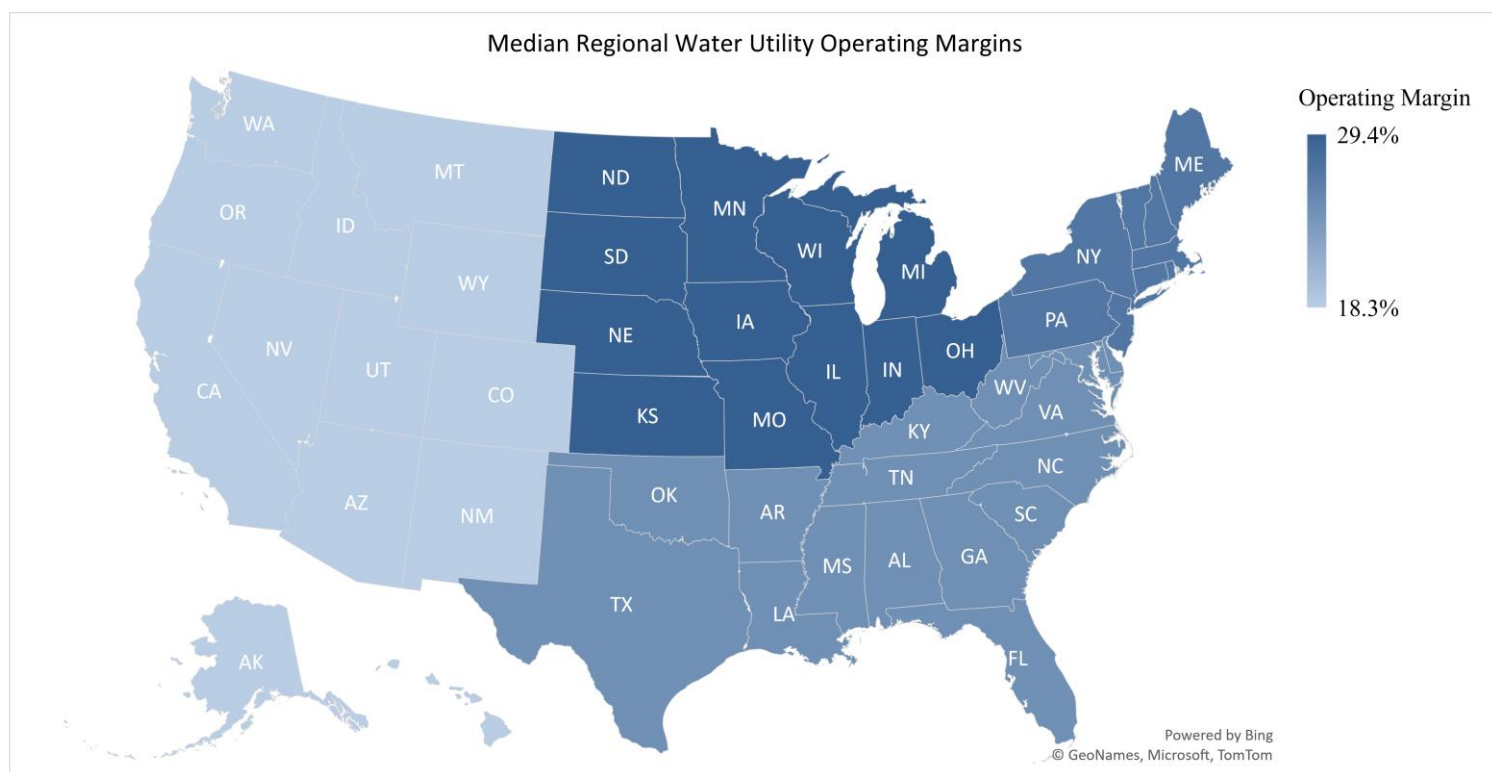 Median Regional Water Utility Operating Margins
Operating Margin
29.4%
18.3%
WA
MT
ND
MN
ME
OR
ID
SD
WI
MI
NY
WY
IA
PA
NE
NV
UT
IL
IN
OH
CA
CO
KS
MO
WV
VA
KY
AZ
NM
OK
AR
TN
NC
SC
MS
AL
GA
TX
LA
AK
FL
Powered by Bing
© GeoNames, Microsoft, TomTom